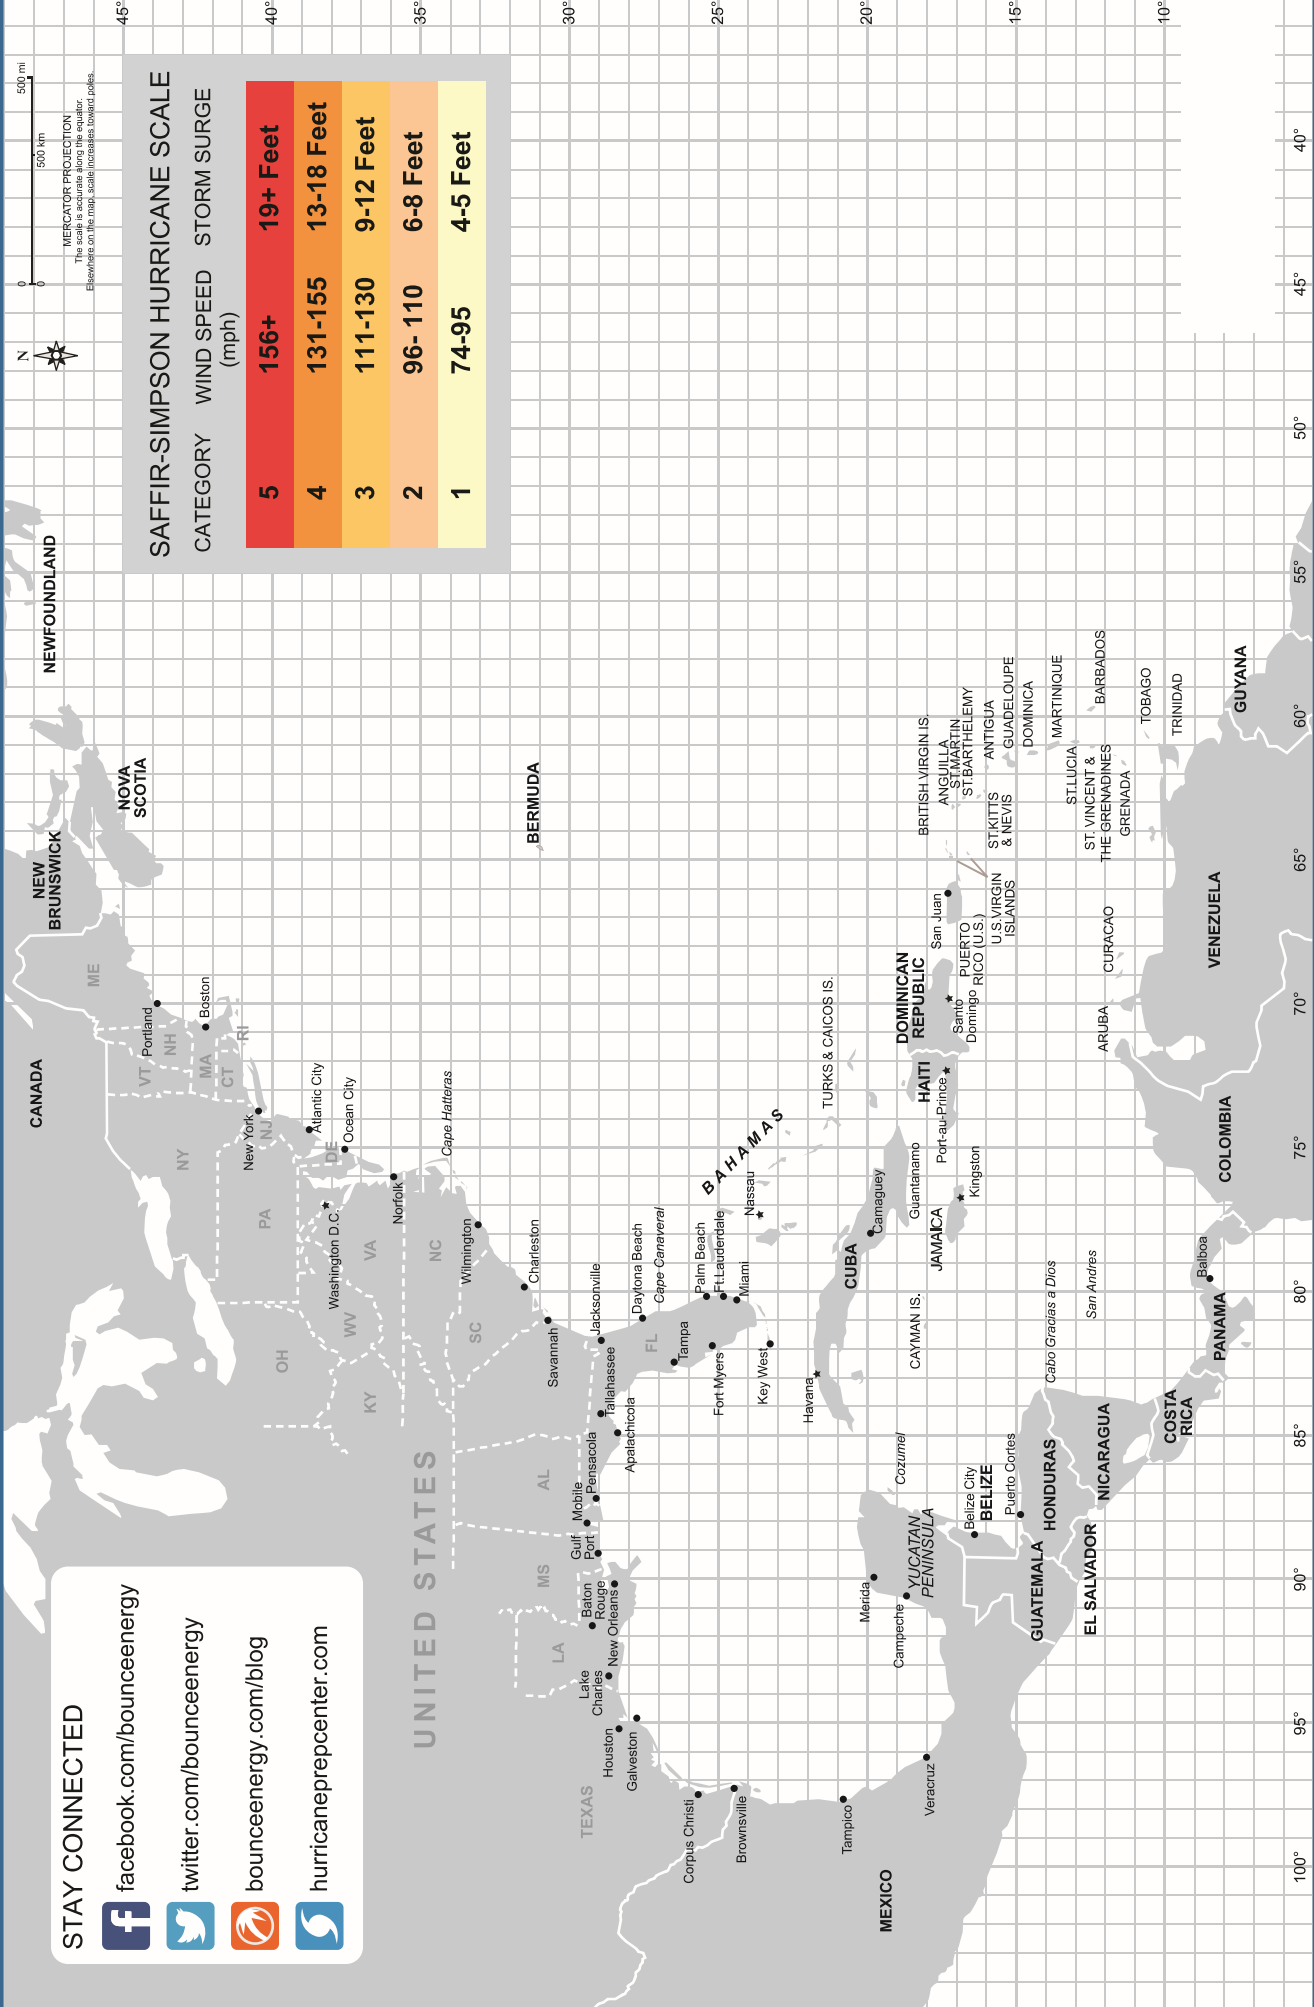 STAY CONNECTED
facebook.com/bounceenergy
twitter.com/bounceenergy
bounceenergy.com/blog
hurricaneprepcenter.com
CANADA
NEW
BRUNSWICK
NOVA
SCOTIA
NEWFOUNDLAND
N
0
500 mi
0
500 km
MERCATOR PROJECTION
The scale is accurate along the equator.
Elsewhere on the map, scale increases toward poles.
SAFFIR-SIMPSON HURRICANE SCALE
CATEGORY WIND SPEED STORM SURGE
(mph)
5 156+ 19+ Feet
4 131-155 13-18 Feet
3 111-130 9-12 Feet
2 96- 110 6-8 Feet
1 74-95 4-5 Feet
45°
40°
35°
30°
25°
20°
15°
10°
ME
Portland
Boston
VT
NH
MA
CT
RI
NY
New York
NJ
PA
OH
Atlantic City
DE
Ocean City
Washington D.C.
WV
VA
KY
Norfolk
NC
Cape Hatteras
UNITED STATES
Wilmington
SC
Charleston
Savannah
BERMUDA
AL
MS
LA
TEXAS
Gulf
Port
Mobile
Pensacola
Baton
Rouge
New Orleans
Lake
Charles
Houston
Galveston
Jacksonville
Tallahassee
Apalachicola
Daytona Beach
Cape Canaveral
FL
Tampa
Palm Beach
Ft.Lauderdale
Miami
Fort Myers
Key West
Corpus Christi
Brownsville
BAHAMAS
Nassau
TURKS & CAICOS IS.
Havana
CUBA
Camaguey
Guantanamo
Tampico
MEXICO
Veracruz
Merida
Campeche
YUCATAN
PENINSULA
Cozumel
CAYMAN IS.
JAMAICA
Kingston
HAITI
Port-au-Prince
DOMINICAN
REPUBLIC
Santo
Domingo
San Juan
PUERTO
RICO (U.S.)
U.S.VIRGIN
ISLANDS
BRITISH VIRGIN IS.
ANGUILLA
ST.MARTIN
ST.BARTHELEMY
ST.KITTS
& NEVIS
ANTIGUA
GUADELOUPE
DOMINICA
MARTINIQUE
ST.LUCIA
ST. VINCENT &
THE GRENADINES
BARBADOS
GRENADA
TOBAGO
TRINIDAD
Belize City
BELIZE
Puerto Cortes
GUATEMALA
HONDURAS
EL SALVADOR
NICARAGUA
Cabo Gracias a Dios
San Andres
COSTA
RICA
PANAMA
Balboa
ARUBA
CURACAO
COLOMBIA
VENEZUELA
GUYANA
100°
95°
90°
85°
80°
75°
70°
65°
60°
55°
50°
45°
40°